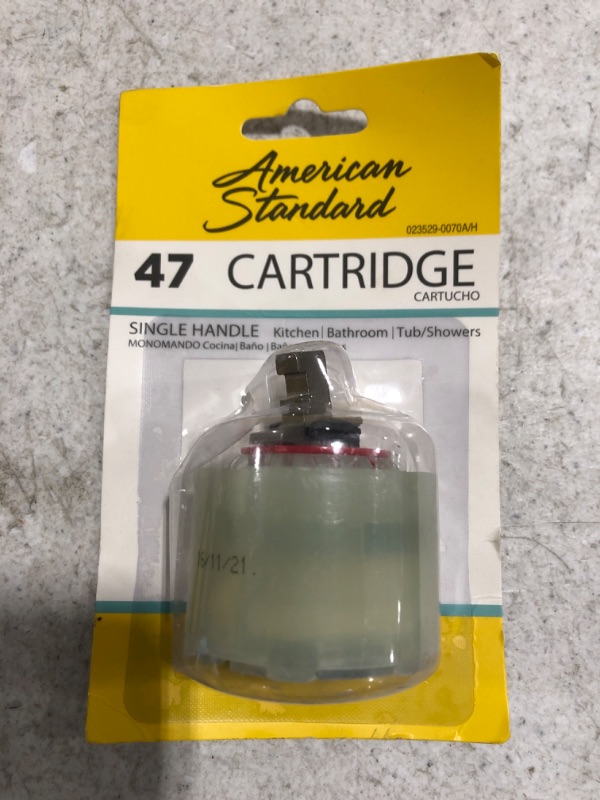 American
Standard
023529-0070A/H
47 CARTRIDGE
CARTUCHO
SINGLE HANDLE Kitchen | Bathroom | Tub/Showers
MONOMANDO Cocina | Baño |
/11/21.